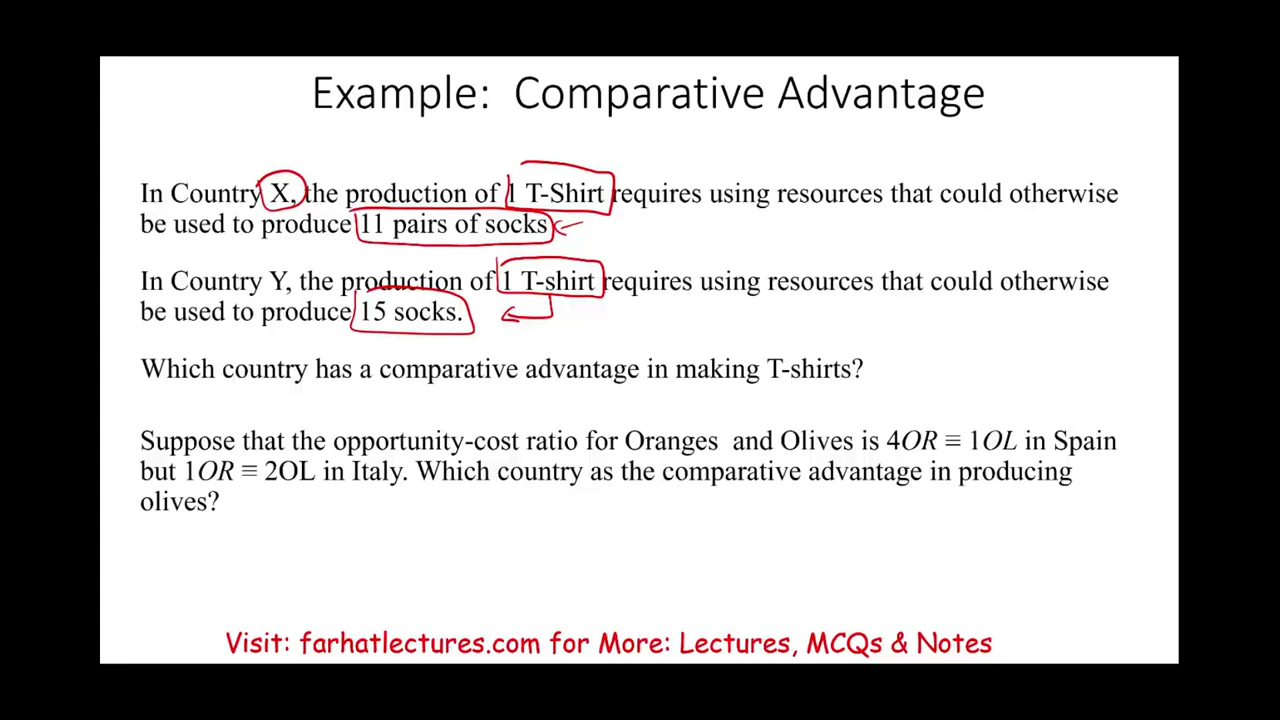 Example: Comparative Advantage
In Country X, the production of 1 T-Shirt requires using resources that could otherwise
be used to produce 11 pairs of socks
In Country Y, the production of 1 T-shirt requires using resources that could otherwise
be used to produce 15 socks.
Which country has a comparative advantage in making T-shirts?
Suppose that the opportunity-cost ratio for Oranges and Olives is 4OR ≡ 1OL in Spain
but 1OR ≡ 2OL in Italy. Which country as the comparative advantage in producing
olives?
Visit: farhatlectures.com for More: Lectures, MCQs & Notes